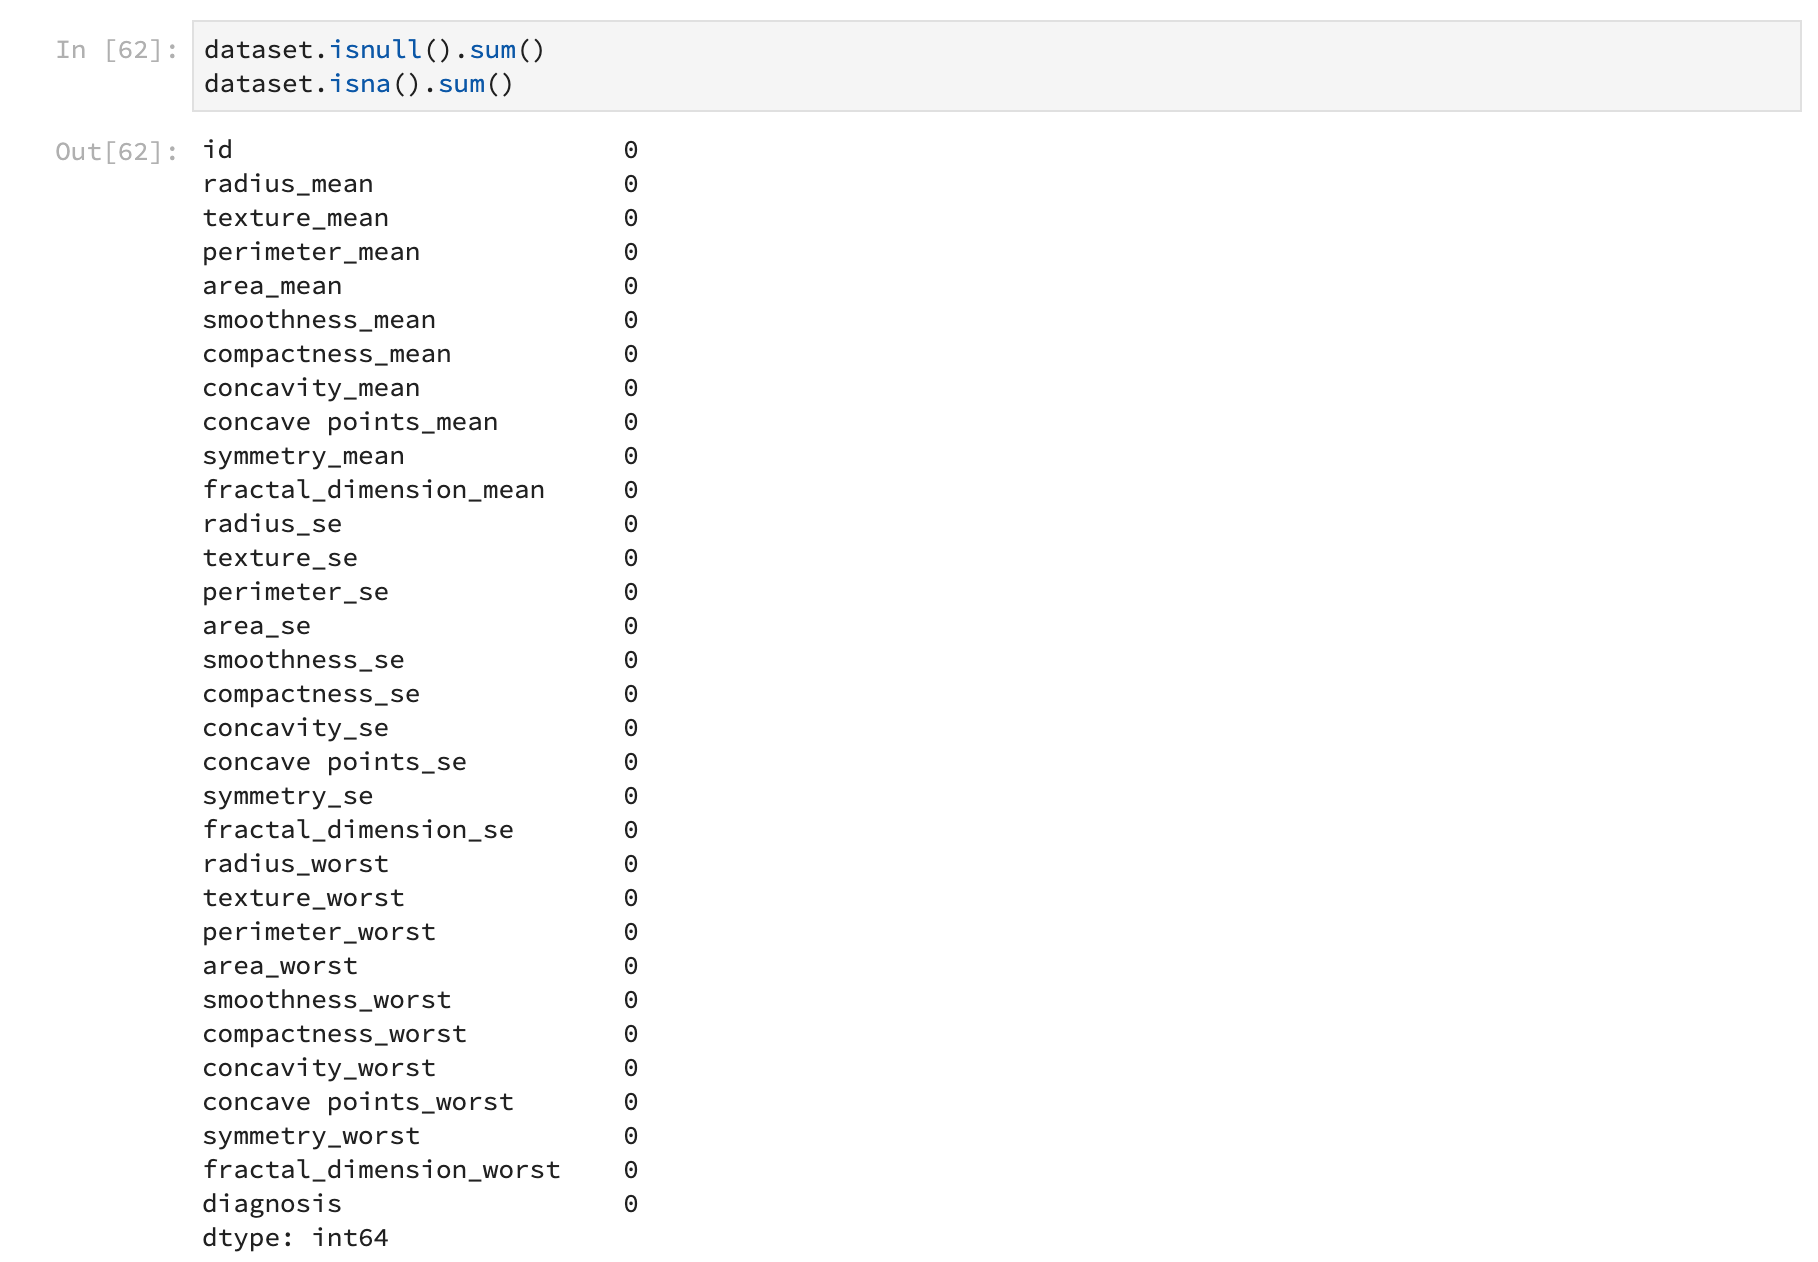 In [62]: dataset.isnull().sum()
dataset.isna().sum()
Out[62]: id 0
radius_mean 0
texture_mean 0
perimeter_mean 0
area_mean 0
smoothness_mean 0
compactness_mean 0
concavity_mean 0
concave points_mean 0
symmetry_mean 0
fractal_dimension_mean 0
radius_se 0
texture_se 0
perimeter_se 0
area_se 0
smoothness_se 0
compactness_se 0
concavity_se 0
concave points_se 0
symmetry_se 0
fractal_dimension_se 0
radius_worst 0
texture_worst 0
perimeter_worst 0
area_worst 0
smoothness_worst 0
compactness_worst 0
concavity_worst 0
concave points_worst 0
symmetry_worst 0
fractal_dimension_worst 0
diagnosis 0
dtype: int64